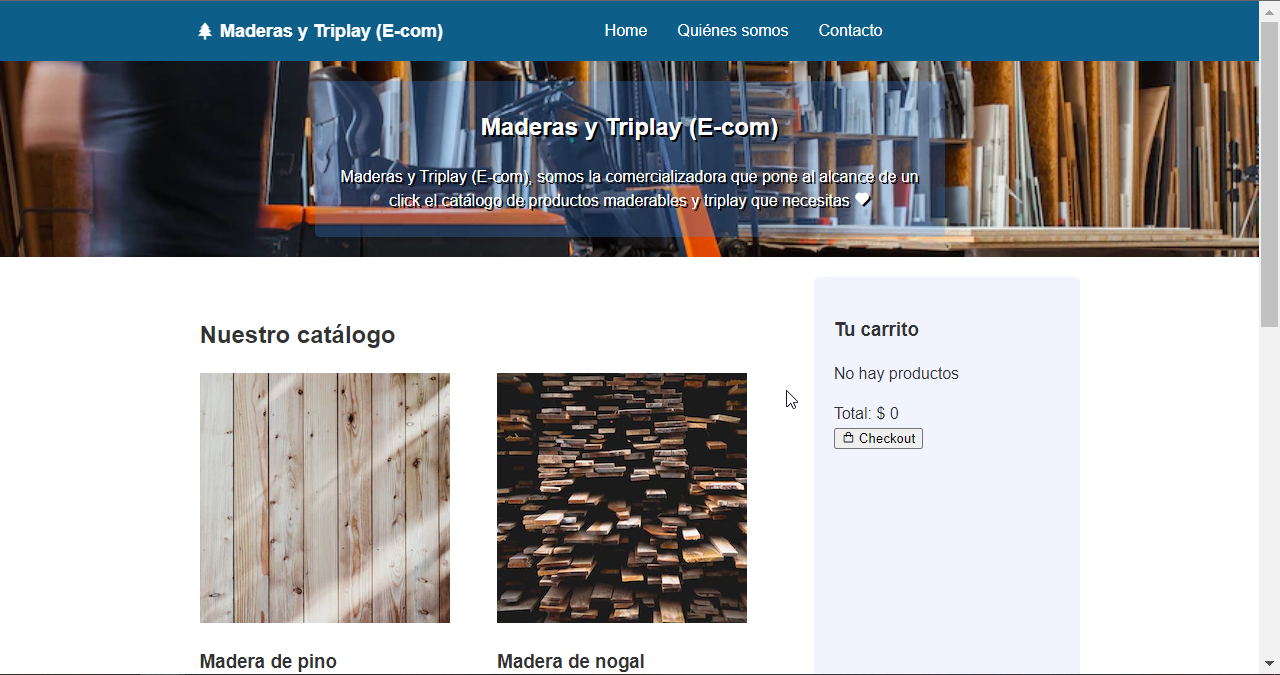 Maderas y Triplay (E-com)
Home
Quiénes somos
Contacto
Maderas y Triplay (E-com)
Maderas y Triplay (E-com), somos la comercializadora que pone al alcance de un
click el catálogo de productos maderables y triplay que necesitas
Nuestro catálogo
Madera de pino
Madera de nogal
Tu carrito
No hay productos
Total: $ 0
Checkout